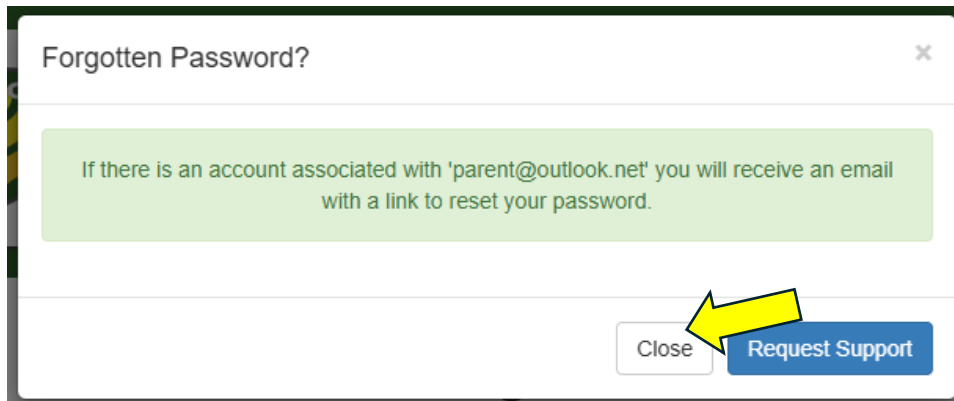 Forgotten Password?
×
If there is an account associated with 'parent@outlook.net' you will receive an email
with a link to reset your password.
Close
Request Support